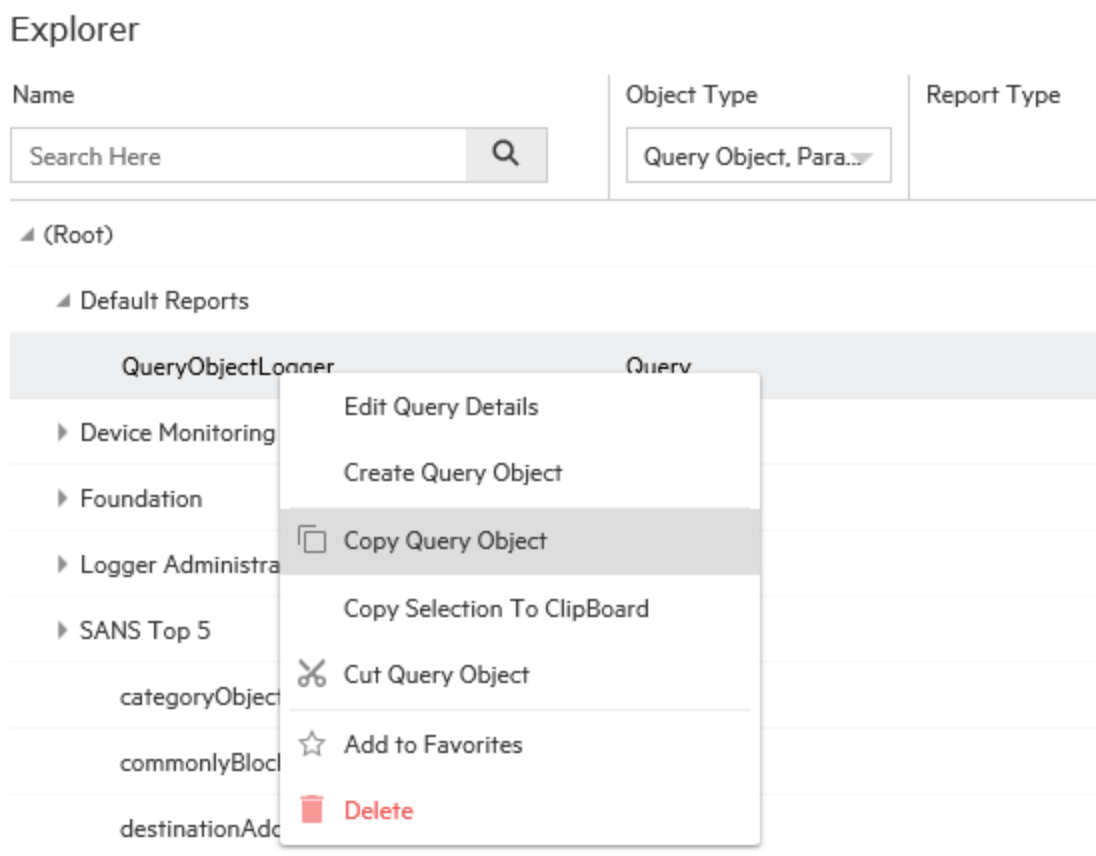 Explorer
Name Object Type Report Type
Search Here Query Object, Para...
(Root)
Default Reports
QueryObjectLogger Query
Edit Query Details
Device Monitoring
Create Query Object
Foundation
Copy Query Object
Logger Administra
Copy Selection To ClipBoard
SANS Top 5
Cut Query Object
categoryObject
Add to Favorites
commonlyBlock
Delete
destinationAdd